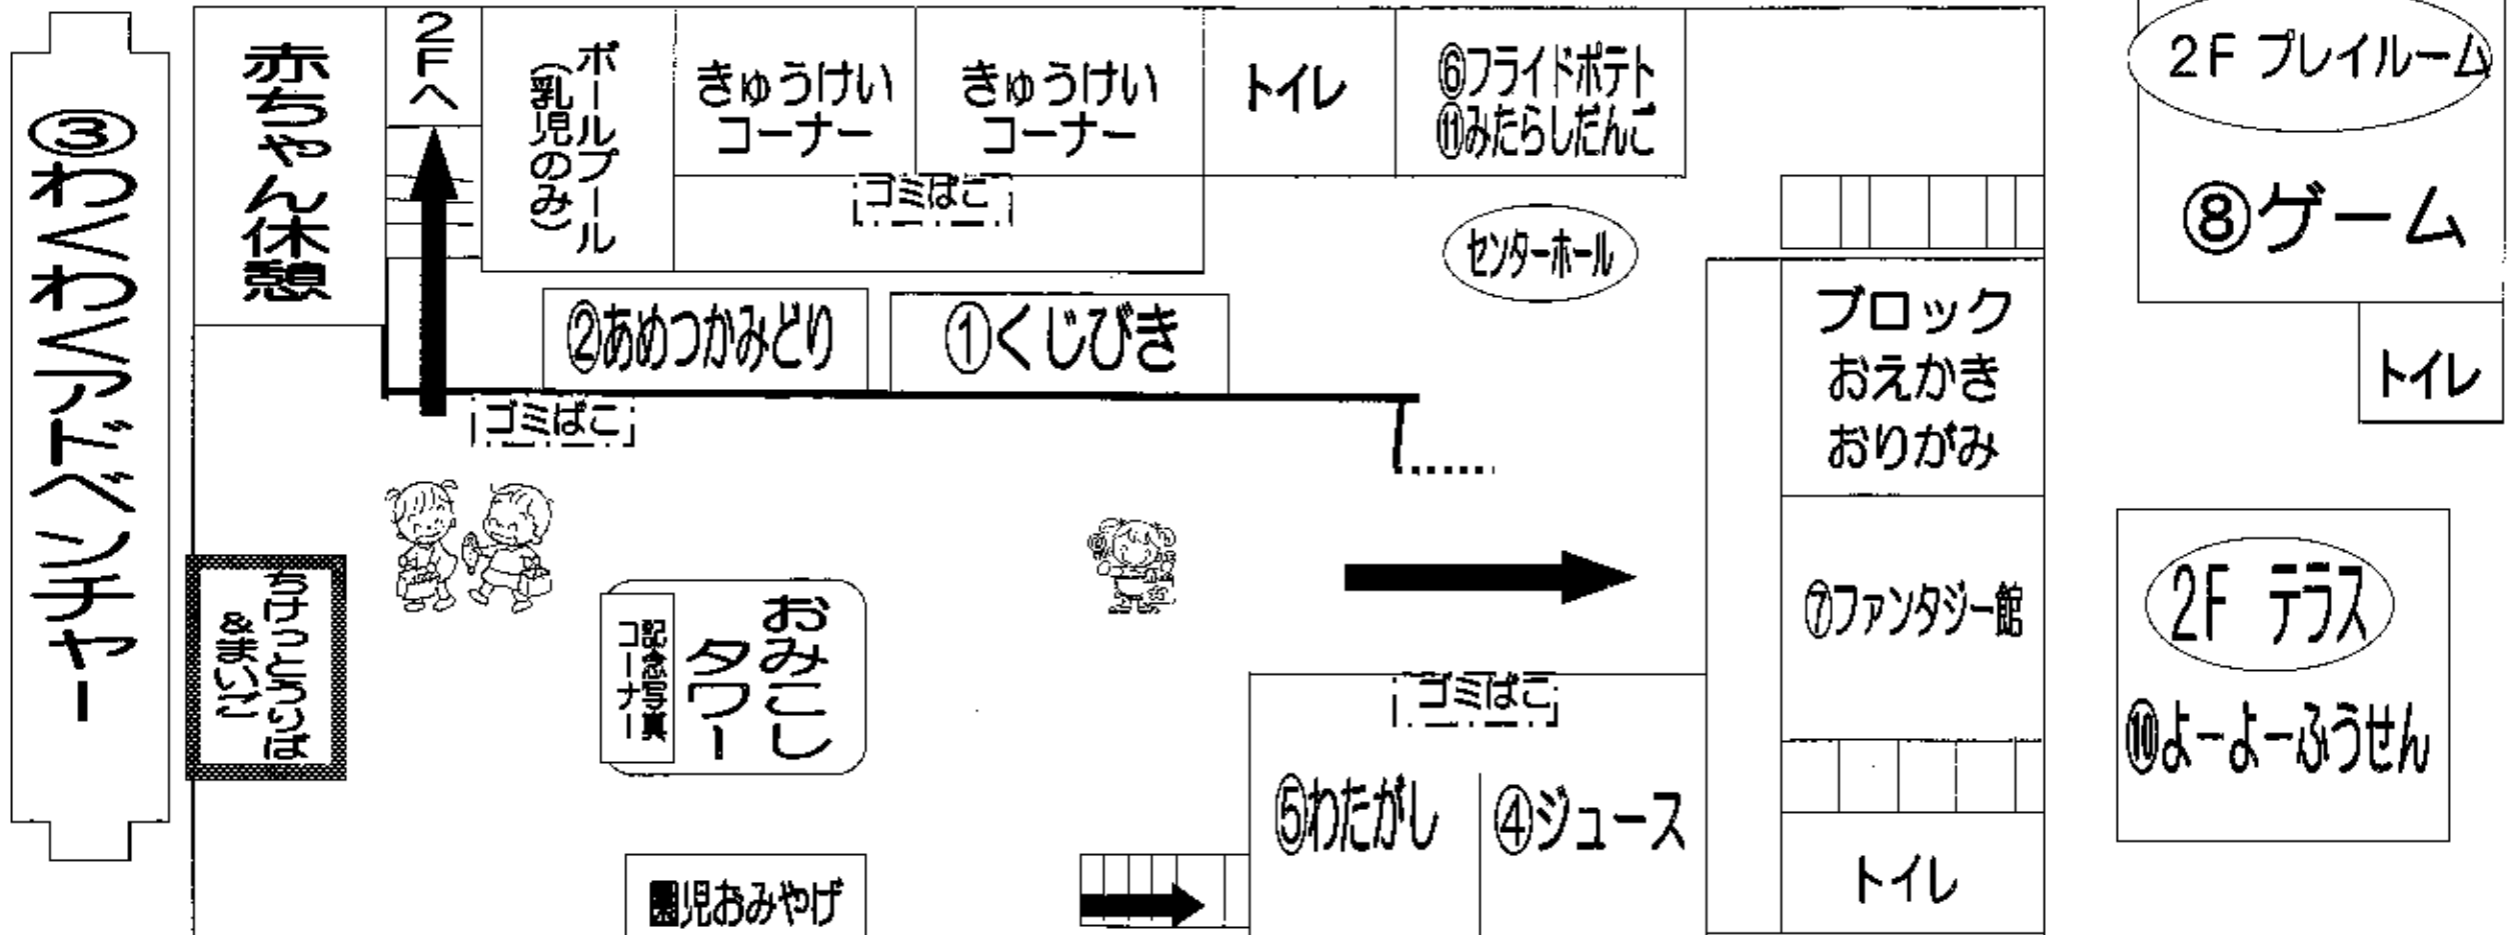 ③わくわくアドベンチャー
赤ちゃん休憩
2Fへ
ボールプール
(乳児のみ)
きゅうけい
コーナー
きゅうけい
コーナー
ゴミばこ
トイレ
⑥フライドポテト
⑪みたらしだんご
センターホール
②あめつかみどり
①くじびき
ゴミばこ
ブロック
おえかき
おりがみ
⑦ファンタジー館
トイレ
ちけっとうりば
&まいご
おみこし
タワー
記念写真
コーナー
園児おみやげ
ゴミばこ
⑤わたがし
④ジュース
2F プレイルーム
⑧ゲーム
トイレ
2F テラス
⑩よーよーふうせん